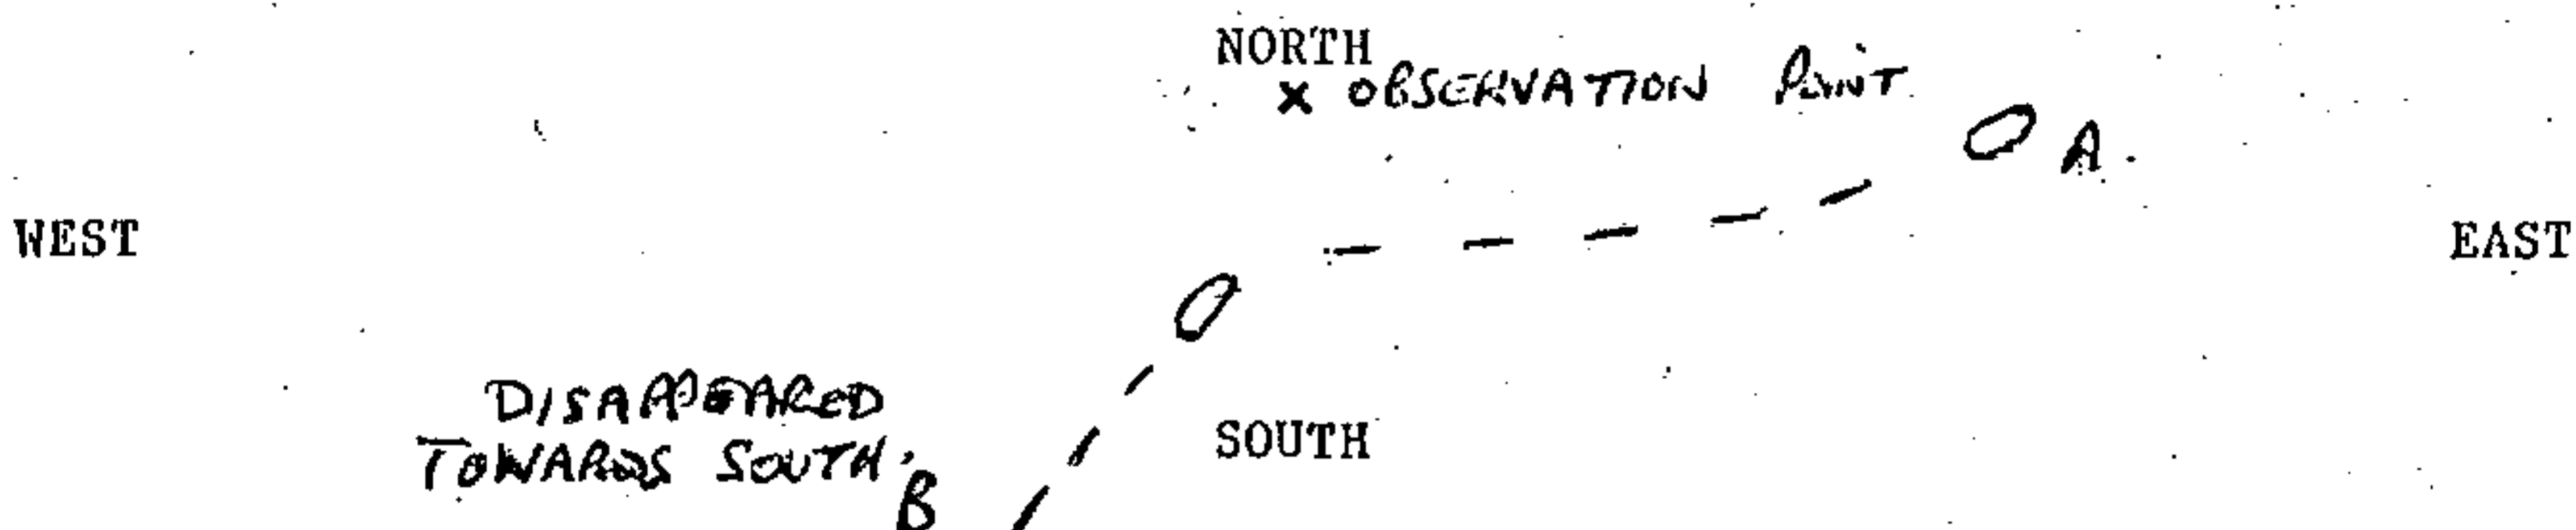 NORTH
X OBSERVATION POINT
A.
WEST
EAST
DISAPPEARED
TOWARDS SOUTH.
SOUTH
B